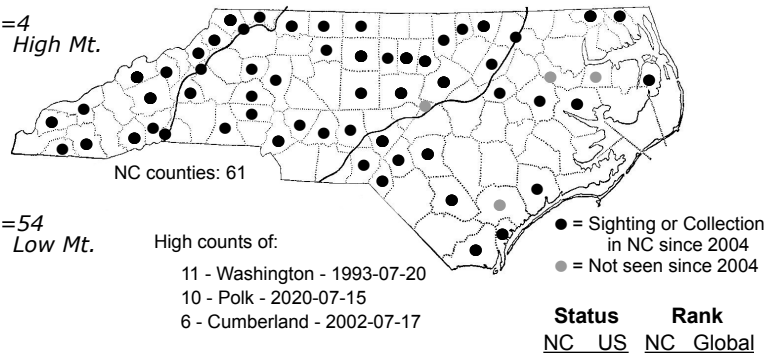 =4
High Mt.
NC counties: 61
=54
Low Mt.
High counts of:
11 - Washington - 1993-07-20
10 - Polk - 2020-07-15
6 - Cumberland - 2002-07-17
= Sighting or Collection
in NC since 2004
= Not seen since 2004
Status Rank
NC US NC Global